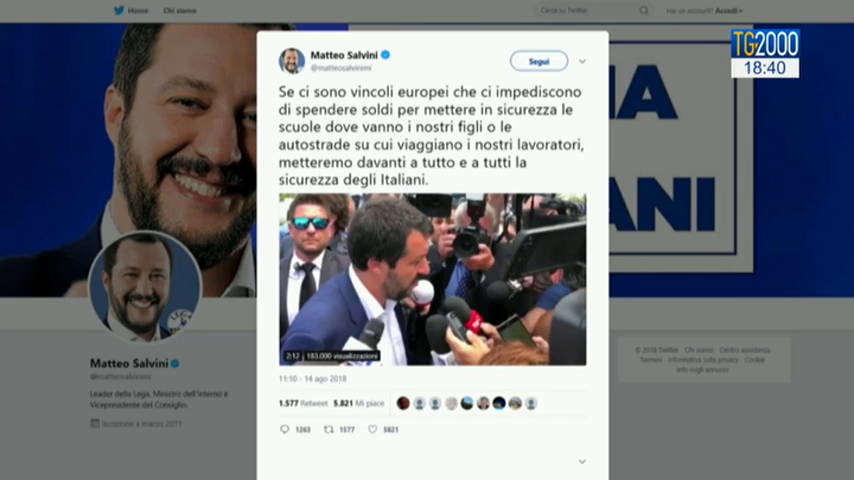 Home Chi siamo
Cerca su Twitter
Hai un account? Accedi
TG2000
18:40
Matteo Salvini
@matteosalvinimi
Segui
Se ci sono vincoli europei che ci impediscono
di spendere soldi per mettere in sicurezza le
scuole dove vanno i nostri figli o le
autostrade su cui viaggiano i nostri lavoratori,
metteremo davanti a tutto e a tutti la
sicurezza degli Italiani.
2:12 183.000 visualizzazioni
11:10 - 14 ago 2018
1.577 Retweet 5.821 Mi piace
1263 1577 5821
MA
ANI
LEGA
Matteo Salvini
@matteosalvinimi
Leader della Lega. Ministro dell'Interno e
Vicepresidente del Consiglio.
Iscrizione a marzo 2011
© 2018 Twitter Chi siamo Centro assistenza
Termini Informativa sulla privacy Cookie
Info sugli annunci